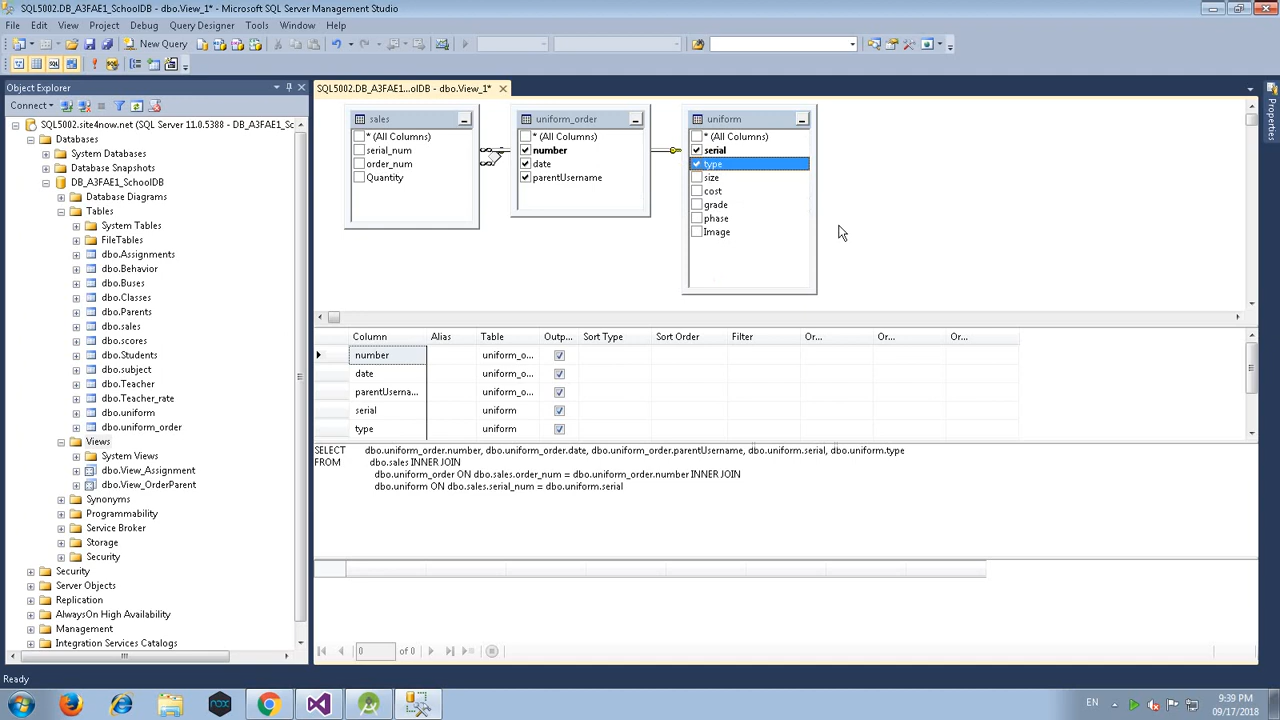 SQL5002.DB_A3FAE1_SchoolDB - dbo.View_1* - Microsoft SQL Server Management Studio
File Edit View Project Debug Query Designer Tools Window Help
New Query
Object Explorer
Connect
SQL5002.site4now.net (SQL Server 11.0.5388 - DB_A3FAE1_Sc
Databases
System Databases
Database Snapshots
DB_A3FAE1_SchoolDB
Database Diagrams
Tables
System Tables
FileTables
dbo.Assignments
dbo.Behavior
dbo.Buses
dbo.Classes
dbo.Parents
dbo.sales
dbo.scores
dbo.Students
dbo.subject
dbo.Teacher
dbo.Teacher_rate
dbo.uniform
dbo.uniform_order
Views
System Views
dbo.View_Assignment
dbo.View_OrderParent
Synonyms
Programmability
Service Broker
Storage
Security
Security
Server Objects
Replication
AlwaysOn High Availability
Management
Integration Services Catalogs
SQL5002.DB_A3FAE1...olDB - dbo.View_1*
sales
* (All Columns)
serial_num
order_num
Quantity
uniform_order
* (All Columns)
number
date
parentUsername
uniform
* (All Columns)
serial
type
size
cost
grade
phase
Image
Column Alias Table Outp... Sort Type Sort Order Filter Or... Or... Or...
number uniform_o...
date uniform_o...
parentUserna... uniform_o...
serial uniform
type uniform
SELECT dbo.uniform_order.number, dbo.uniform_order.date, dbo.uniform_order.parentUsername, dbo.uniform.serial, dbo.uniform.type
FROM dbo.sales INNER JOIN
dbo.uniform_order ON dbo.sales.order_num = dbo.uniform_order.number INNER JOIN
dbo.uniform ON dbo.sales.serial_num = dbo.uniform.serial
0 of 0
Properties
Ready
nox
EN
9:39 PM
09/17/2018